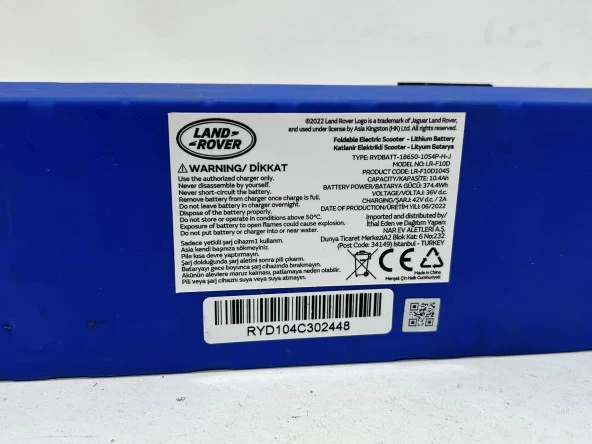 LAND
ROVER
©2022 Land Rover Logo is a trademark of Jaguar Land Rover,
and used under license by Asia Kingston (HK) Ltd. All rights reserved.
Foldable Electric Scooter - Lithium Battery
Katlanir Elektrikli Scooter - Lityum Batarya
TYPE: RYDBATT-18650-10S4P-H-J
MODEL: LR-F10D
PRODUCT CODE: LR-F10D104S
CAPACITY/KAPASİTE: 10.4Ah
BATTERY POWER/BATARYA GÜCÜ: 374.4Wh
VOLTAGE/VOLTAJ: 36V d.c.
CHARGING/ŞARJ: 42V d.c. / 2A
DATE OF PRODUCTION/ÜRETİM YILI: 06/2022
Imported and distributed by/
İthal Eden ve Dağıtım Yapan:
NAR EV ALETLERİ A.Ş.
Dunya Ticaret MerkeziA2 Blok Kat: 6 No:232
(Post Code: 34149) İstanbul - TURKEY
WARNING/ DİKKAT
Use the authorized charger only.
Never disassemble by yourself.
Never short-circuit the battery.
Remove battery from charger once charge is full.
Do not leave it charging overnight.
Dispose of the battery properly.
Do not store or operate in conditions above 50°C.
Exposure of battery to open flames could cause explosion.
Do not put battery or charger into or near water.
Sadece yetkili şarj cihazını kullanım.
Asla kendi başınıza sökmeyiniz.
Pile kısa devre yaptırmayın.
Şarj dolduğunda şarj aletini sonra pili çıkarın.
Bataryayı gece boyunca şarj cihazında bırakmayın.
Akünün alevlere maruz kalması, patlamaya neden olabilir.
Pili veya şarj cihazını suya veya suya atmayın.
CE
Made in China
Menşei Çin Halk Cumhuriyeti
RYD104C302448